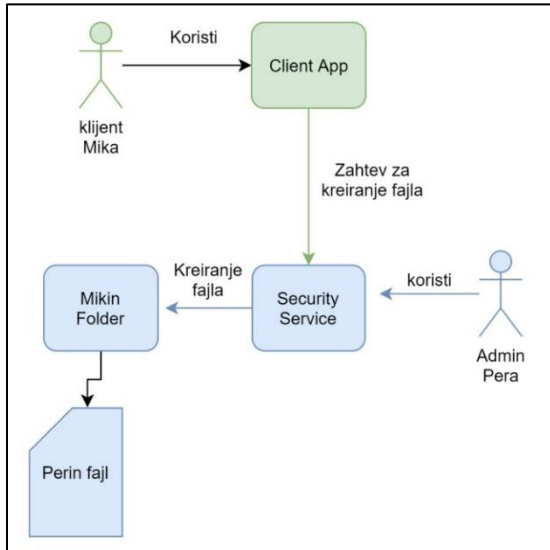 Koristi
Client App
klijent
Mika
Zahtev za
kreiranje fajla
Kreiranje
fajla
koristi
Mikin
Folder
Security
Service
Admin
Pera
Perin fajl